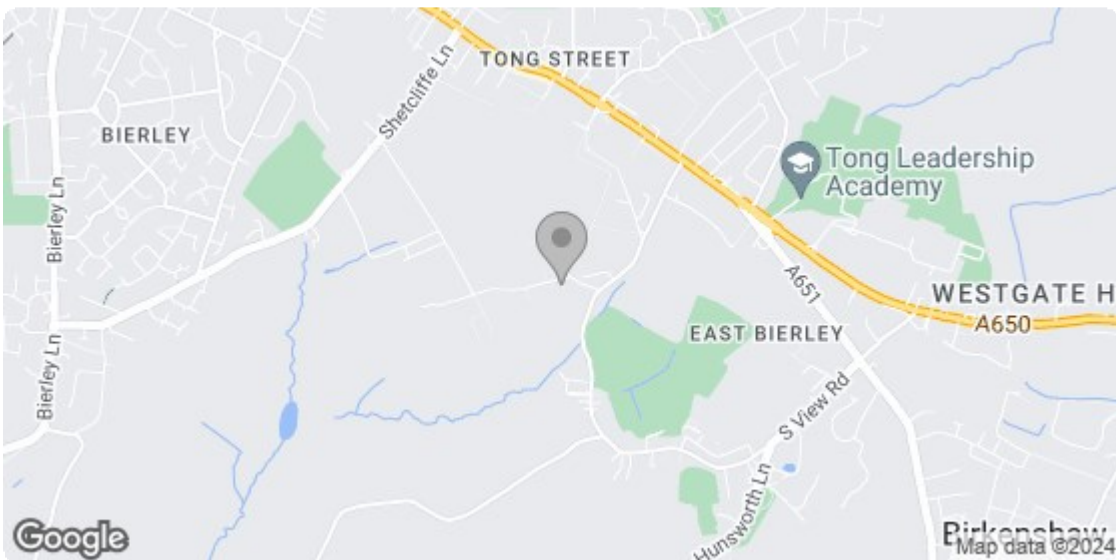 TONG STREET
Shetcliffe Ln
BIERLEY
Tong Leadership
Academy
Bierley Ln
A651
WESTGATE H
A650
EAST BIERLEY
Bierley Ln
S View Rd
Hunsworth Ln
Birkenshaw
Google
Map data ©2024